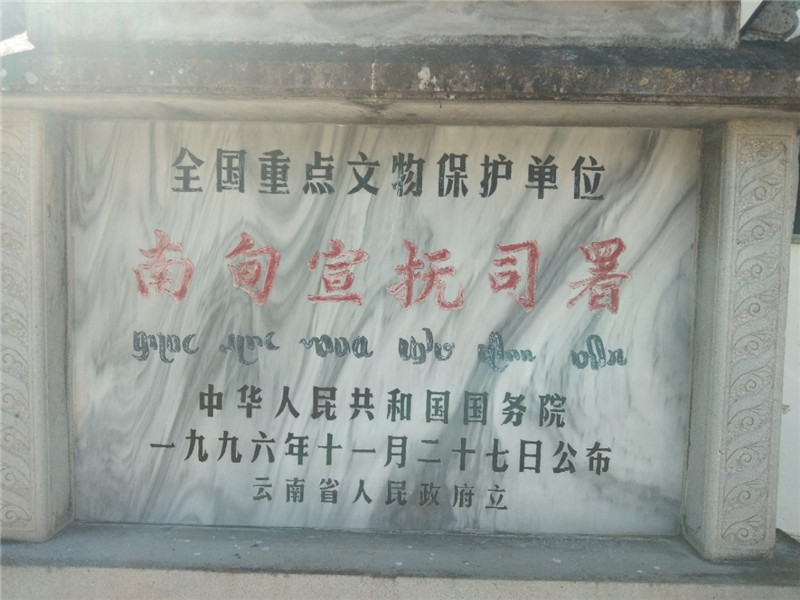 全国重点文物保护单位
南甸宣抚司署
中华人民共和国国务院
一九九六年十一月二十七日公布
云南省人民政府立